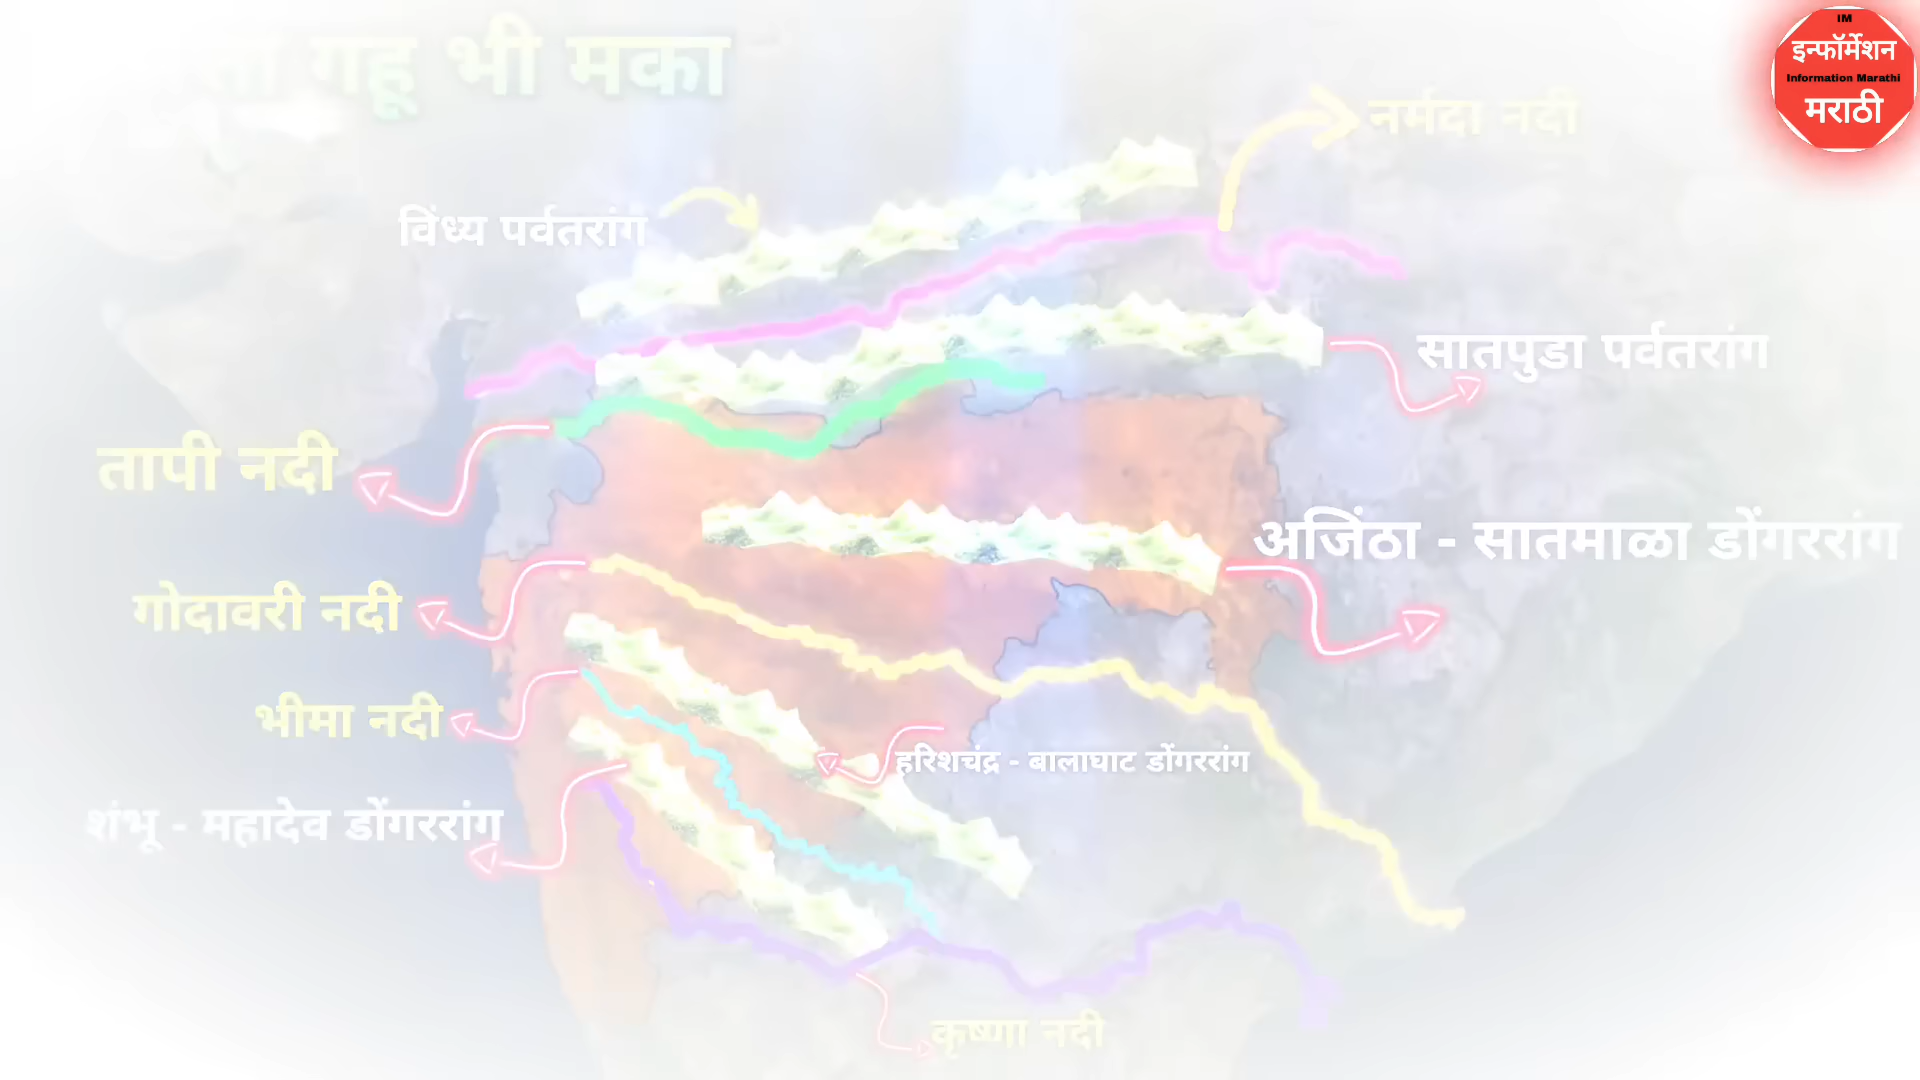 गहू भी मका
IM
इन्फॉर्मेशन
Information Marathi
मराठी
नर्मदा नदी
विंध्य पर्वतरांग
सातपुडा पर्वतरांग
तापी नदी
अजिंठा - सातमाळा डोंगररांग
गोदावरी नदी
भीमा नदी
हरिशचंद्र - बालाघाट डोंगररांग
शंभू - महादेव डोंगररांग
कृष्णा नदी